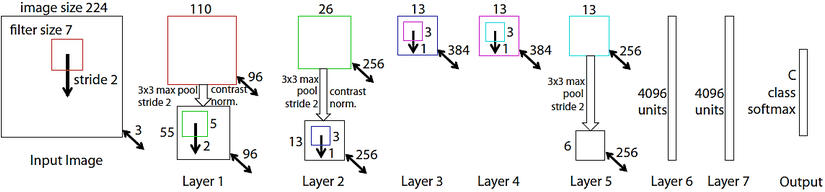 image size 224
filter size 7
stride 2
3
Input Image
110
96
3x3 max pool
stride 2
contrast
norm.
55
5
2
96
Layer 1
26
256
3x3 max
pool
stride 2
contrast
norm.
13
3
1
256
Layer 2
13
3
1
384
Layer 3
13
3
1
384
Layer 4
13
256
3x3 max
pool
stride 2
6
256
Layer 5
4096
units
Layer 6
4096
units
Layer 7
C
class
softmax
Output